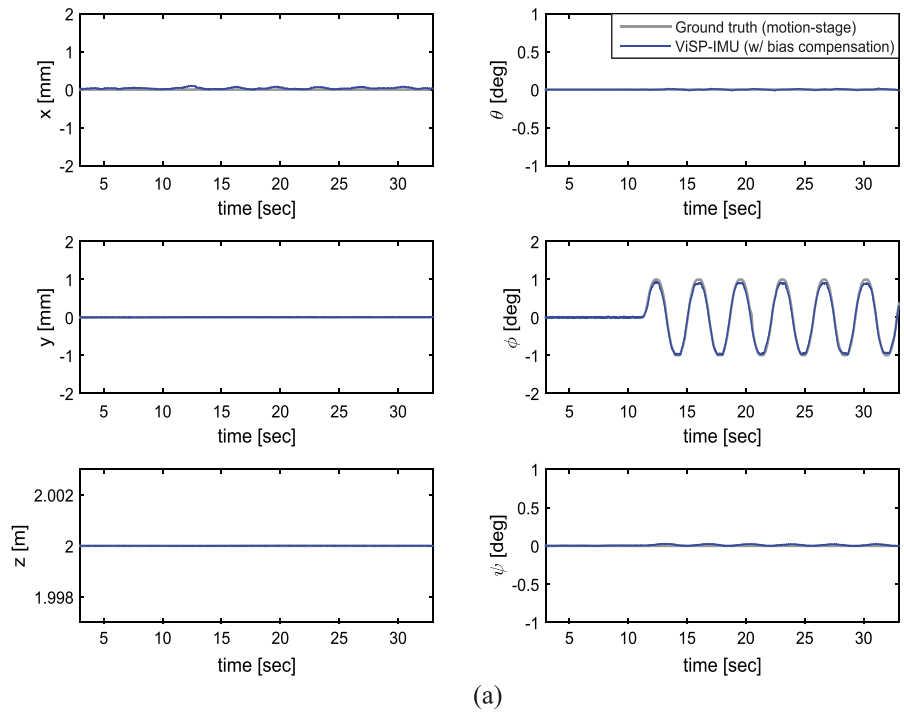 2
1
0
-1
-2
x [mm]
5 10 15 20 25 30
time [sec]
1
0.5
0
-0.5
-1
θ [deg]
5 10 15 20 25 30
time [sec]
Ground truth (motion-stage)
ViSP-IMU (w/ bias compensation)
2
1
0
-1
-2
y [mm]
5 10 15 20 25 30
time [sec]
2
1
0
-1
-2
ϕ [deg]
5 10 15 20 25 30
time [sec]
2.002
2
1.998
z [m]
5 10 15 20 25 30
time [sec]
1
0.5
0
-0.5
-1
ψ [deg]
5 10 15 20 25 30
time [sec]
(a)